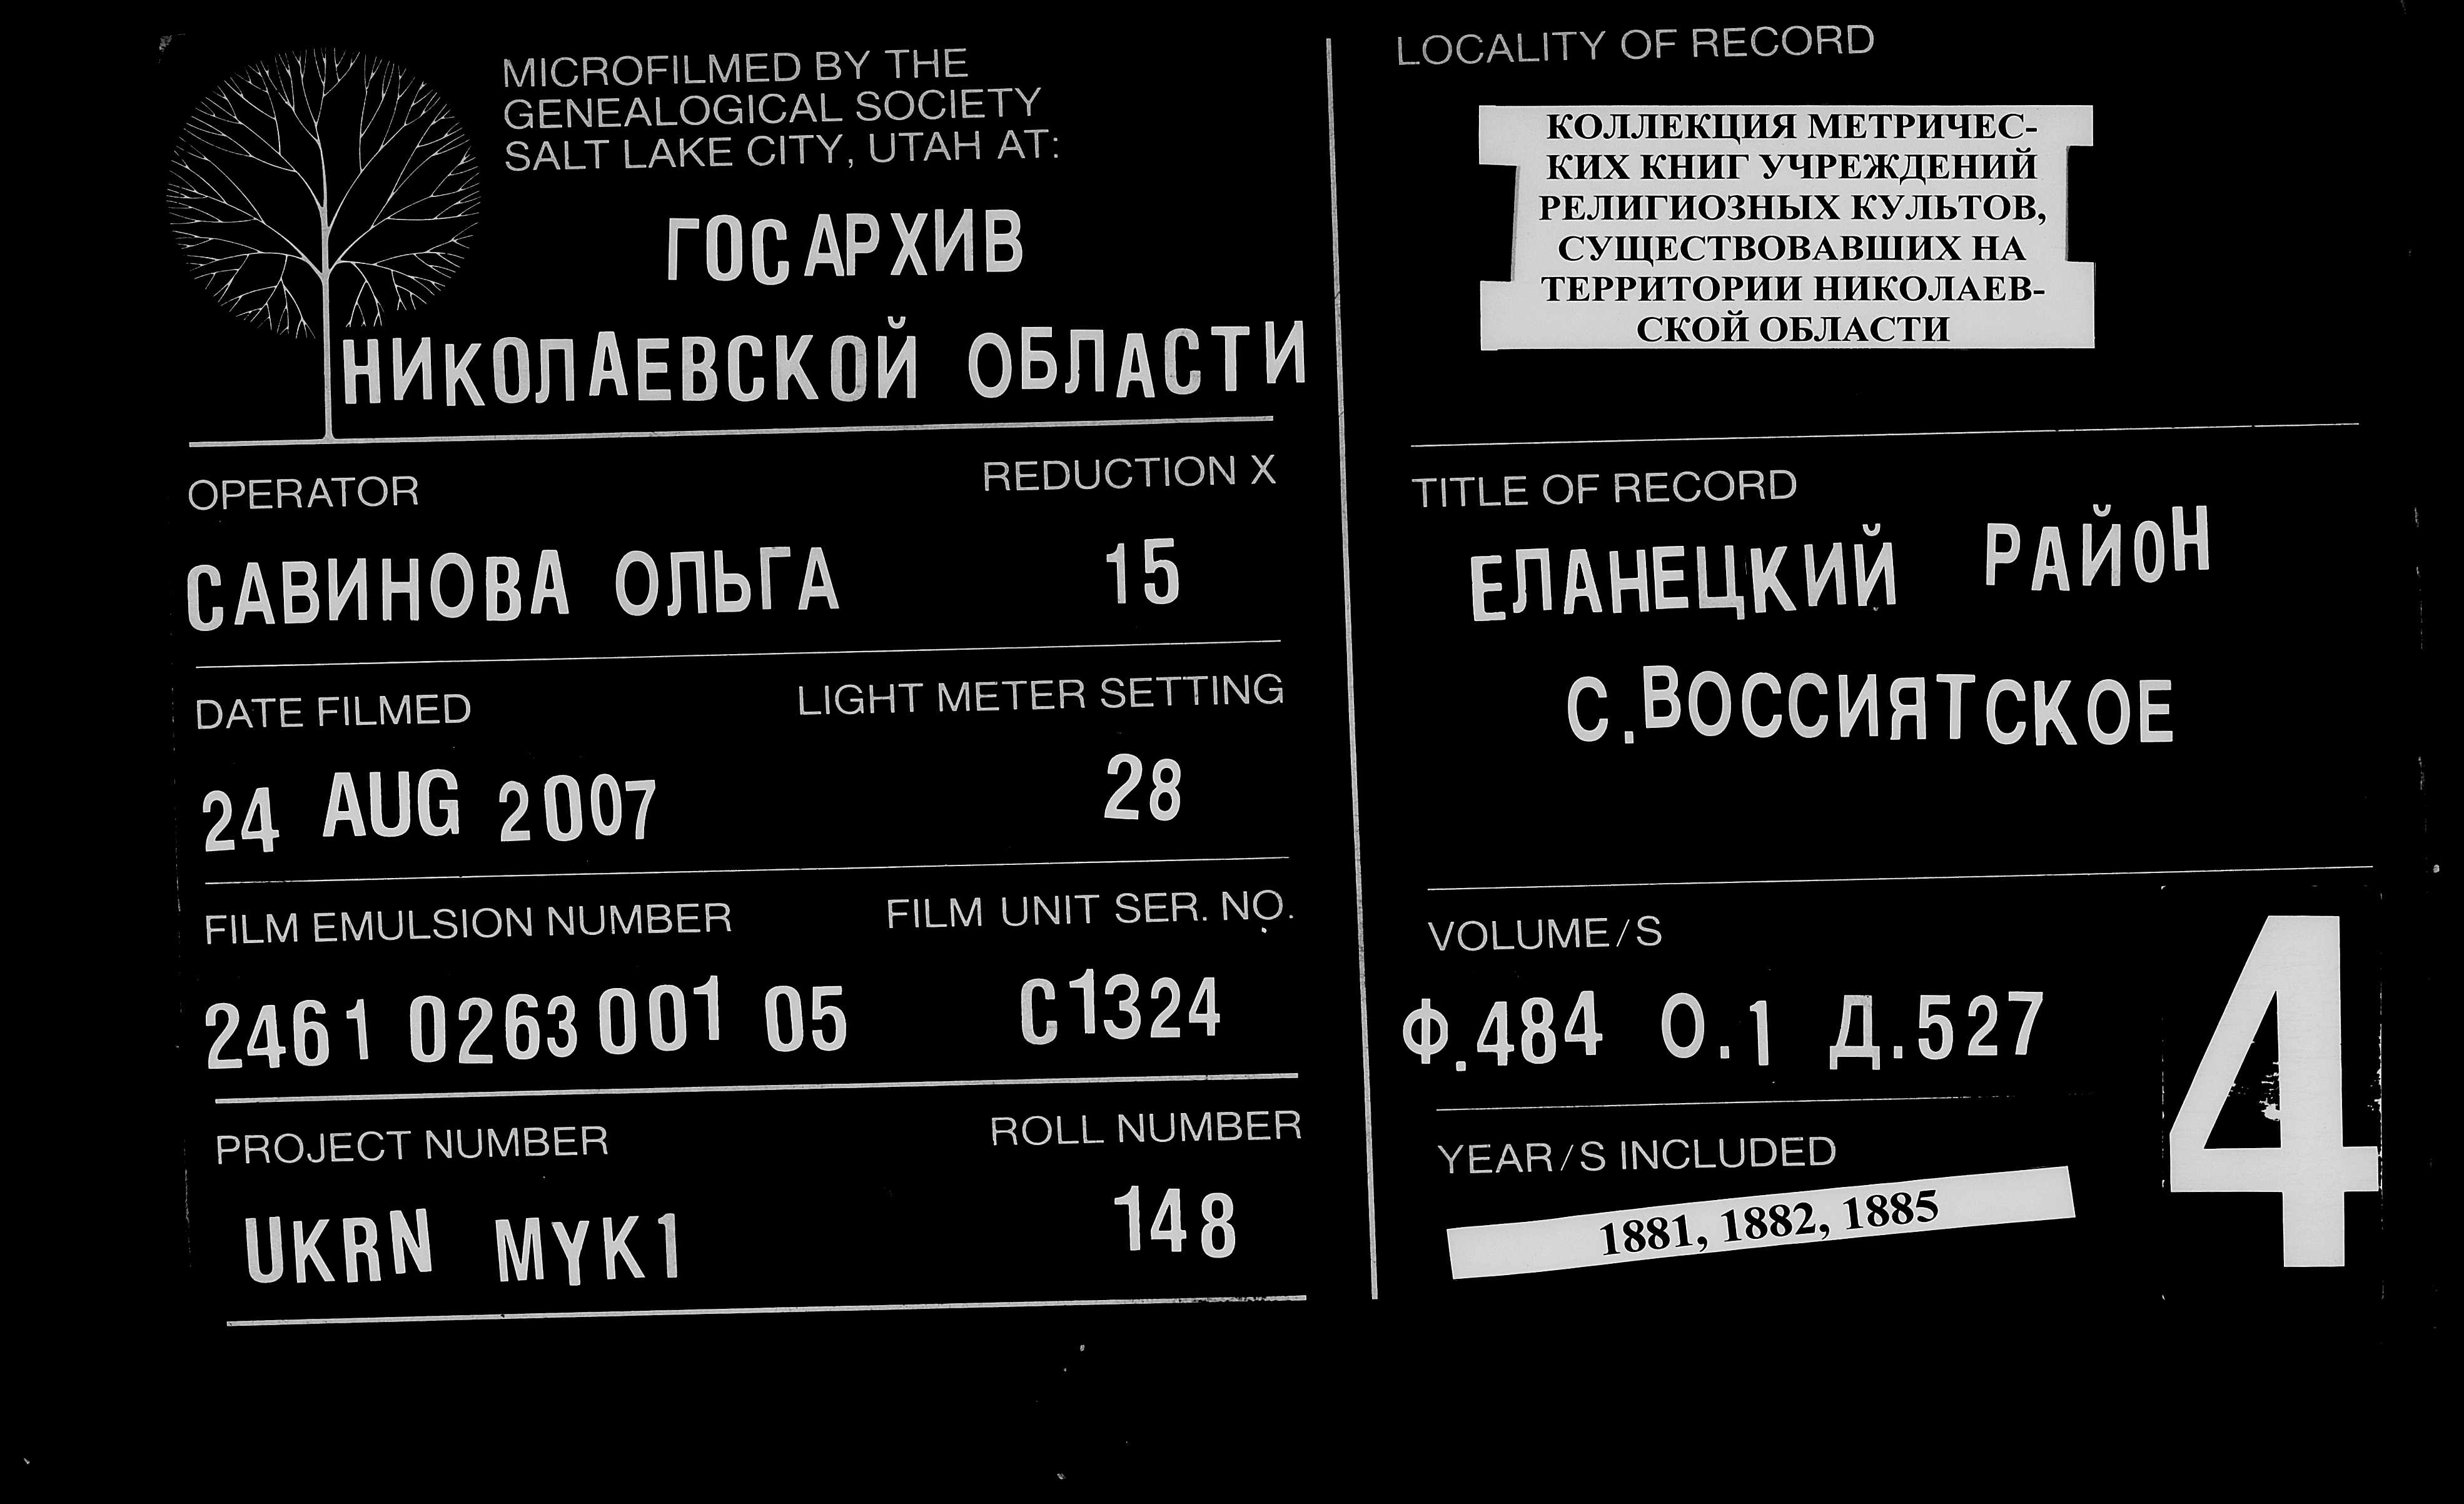 MICROFILMED BY THE
GENEALOGICAL SOCIETY
SALT LAKE CITY, UTAH AT:
ГОСАРХИВ
НИКОЛАЕВСКОЙ ОБЛАСТИ
OPERATOR
REDUCTION X
САВИНОВА ОЛЬГА
15
DATE FILMED
LIGHT METER SETTING
24 AUG 2007
28
FILM EMULSION NUMBER
FILM UNIT SER. NO.
2461 0263001 05
C1324
PROJECT NUMBER
ROLL NUMBER
UKRN MYK1
148
LOCALITY OF RECORD
КОЛЛЕКЦИЯ МЕТРИЧЕС-
КИХ КНИГ УЧРЕЖДЕНИЙ
РЕЛИГИОЗНЫХ КУЛЬТОВ,
СУЩЕСТВОВАВШИХ НА
ТЕРРИТОРИИ НИКОЛАЕВ-
СКОЙ ОБЛАСТИ
TITLE OF RECORD
ЕЛАНЕЦКИЙ РАЙОН
С.ВОССИЯТСКОЕ
VOLUME/S
Ф.484 О.1 Д.527
YEAR/S INCLUDED
1881, 1882, 1885
4